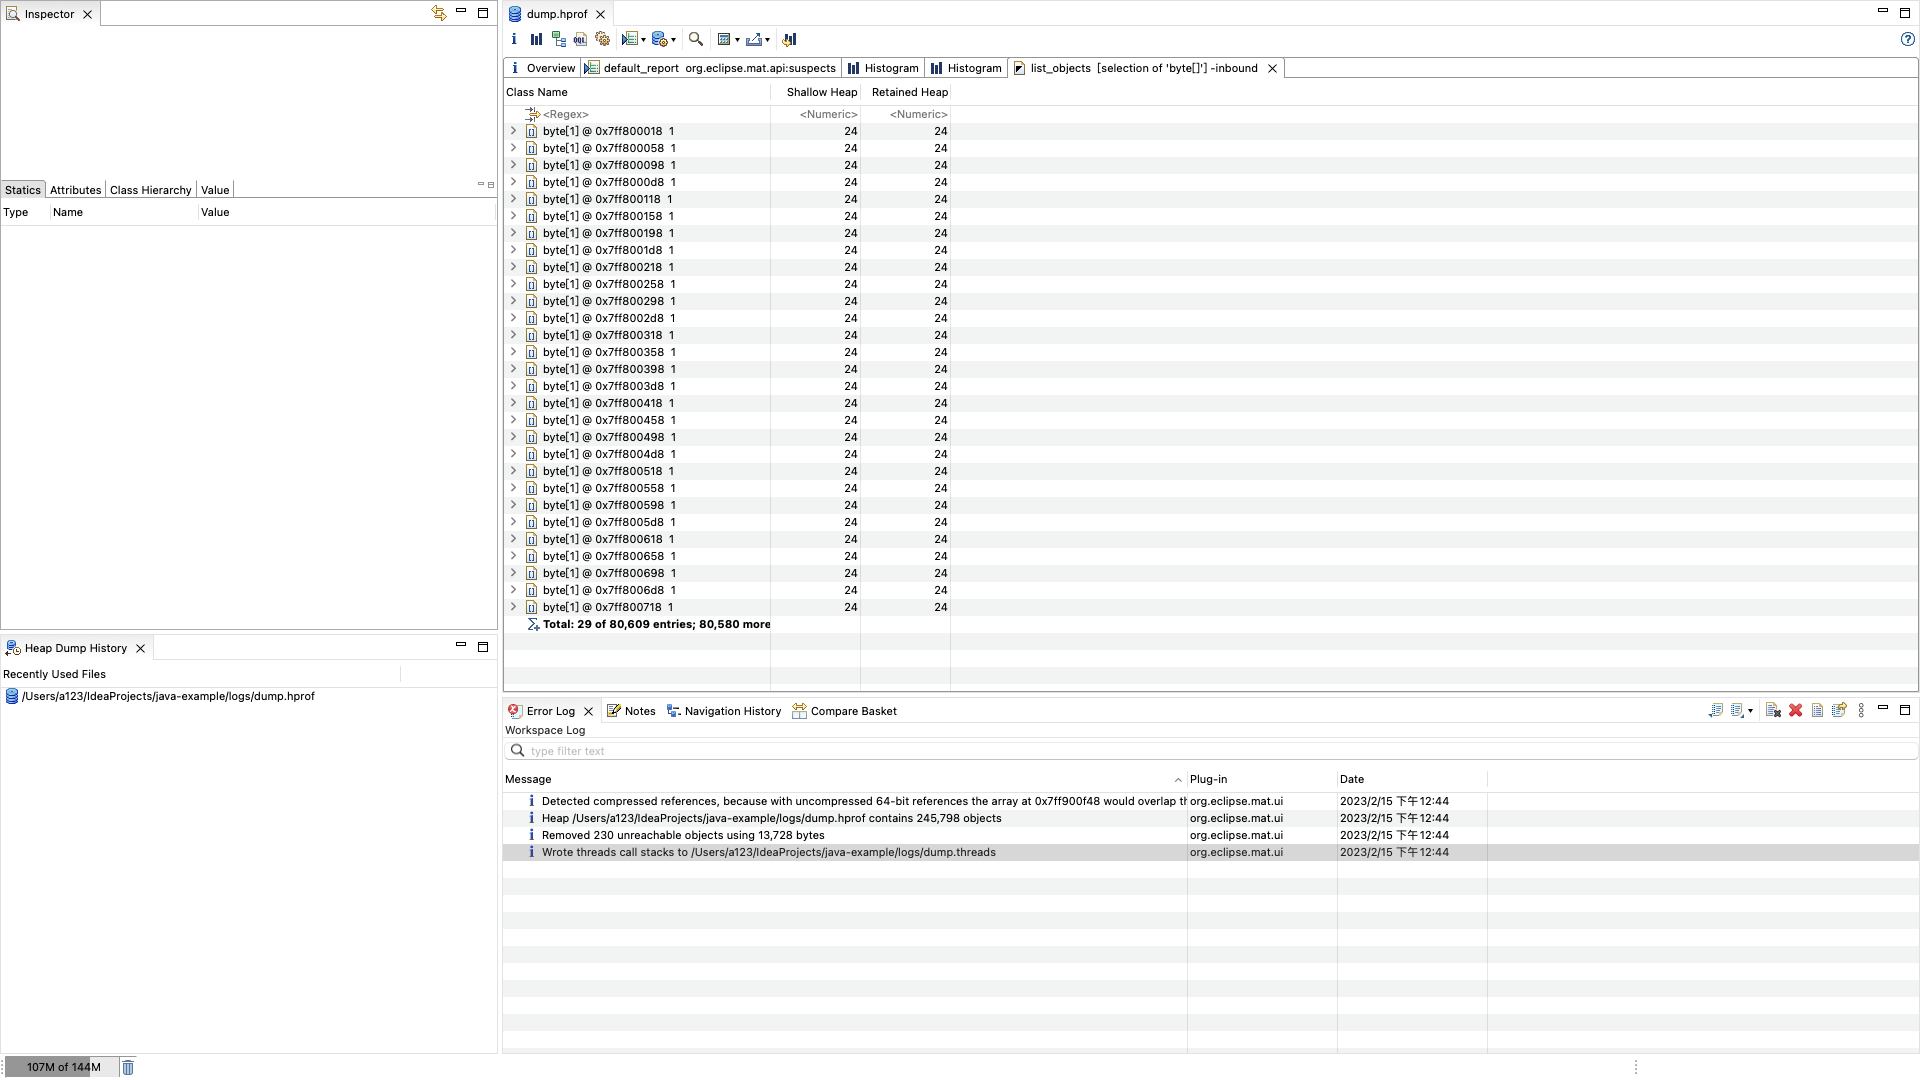 Inspector
Statics Attributes Class Hierarchy Value
Type Name Value
Heap Dump History
Recently Used Files
/Users/a123/IdeaProjects/java-example/logs/dump.hprof
107M of 144M
dump.hprof
OQL
Overview default_report org.eclipse.mat.api:suspects Histogram Histogram list_objects [selection of 'byte[]'] -inbound
Class Name Shallow Heap Retained Heap
<Regex> <Numeric> <Numeric>
byte[1] @ 0x7ff800018 1 24 24
byte[1] @ 0x7ff800058 1 24 24
byte[1] @ 0x7ff800098 1 24 24
byte[1] @ 0x7ff8000d8 1 24 24
byte[1] @ 0x7ff800118 1 24 24
byte[1] @ 0x7ff800158 1 24 24
byte[1] @ 0x7ff800198 1 24 24
byte[1] @ 0x7ff8001d8 1 24 24
byte[1] @ 0x7ff800218 1 24 24
byte[1] @ 0x7ff800258 1 24 24
byte[1] @ 0x7ff800298 1 24 24
byte[1] @ 0x7ff8002d8 1 24 24
byte[1] @ 0x7ff800318 1 24 24
byte[1] @ 0x7ff800358 1 24 24
byte[1] @ 0x7ff800398 1 24 24
byte[1] @ 0x7ff8003d8 1 24 24
byte[1] @ 0x7ff800418 1 24 24
byte[1] @ 0x7ff800458 1 24 24
byte[1] @ 0x7ff800498 1 24 24
byte[1] @ 0x7ff8004d8 1 24 24
byte[1] @ 0x7ff800518 1 24 24
byte[1] @ 0x7ff800558 1 24 24
byte[1] @ 0x7ff800598 1 24 24
byte[1] @ 0x7ff8005d8 1 24 24
byte[1] @ 0x7ff800618 1 24 24
byte[1] @ 0x7ff800658 1 24 24
byte[1] @ 0x7ff800698 1 24 24
byte[1] @ 0x7ff8006d8 1 24 24
byte[1] @ 0x7ff800718 1 24 24
Total: 29 of 80,609 entries; 80,580 more
Error Log Notes Navigation History Compare Basket
Workspace Log
type filter text
Message Plug-in Date
Detected compressed references, because with uncompressed 64-bit references the array at 0x7ff900f48 would overlap th org.eclipse.mat.ui 2023/2/15 下午12:44
Heap /Users/a123/IdeaProjects/java-example/logs/dump.hprof contains 245,798 objects org.eclipse.mat.ui 2023/2/15 下午12:44
Removed 230 unreachable objects using 13,728 bytes org.eclipse.mat.ui 2023/2/15 下午12:44
Wrote threads call stacks to /Users/a123/IdeaProjects/java-example/logs/dump.threads org.eclipse.mat.ui 2023/2/15 下午12:44